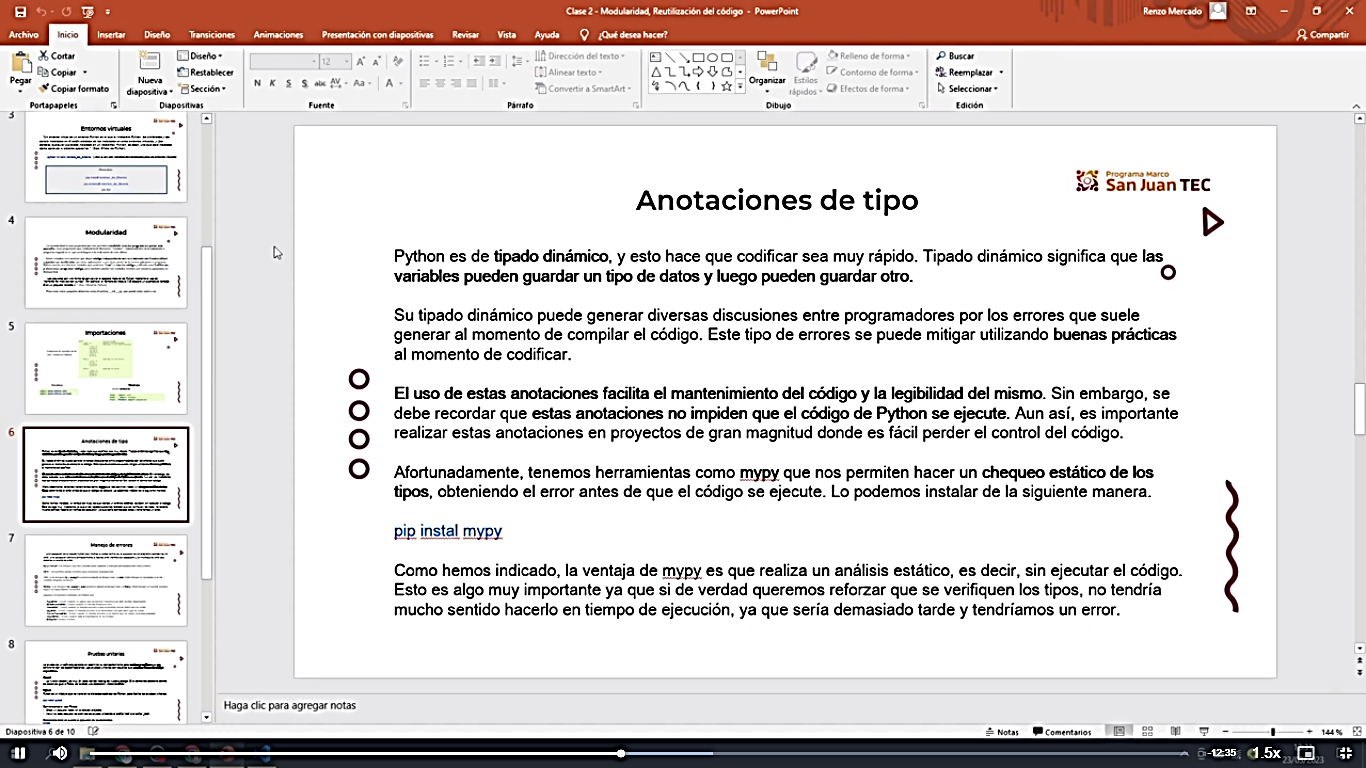 Clase 2 - Modularidad, Reutilización del código - PowerPoint
Renzo Mercado
Archivo Inicio Insertar Diseño Transiciones Animaciones Presentación con diapositivas Revisar Vista Ayuda ¿Qué desea hacer? Compartir
Pegar
Cortar
Copiar
Copiar formato
Portapapeles
Nueva
diapositiva
Diseño
Restablecer
Sección
Diapositivas
12
N K S S abc AV Aa A
Fuente
Párrafo
Dirección del texto
Alinear texto
Convertir a SmartArt
Organizar
Estilos
rápidos
Relleno de forma
Contorno de forma
Efectos de forma
Dibujo
Buscar
Reemplazar
Seleccionar
Edición
3
Entornos virtuales
4
Modularidad
5
Importaciones
6
Anotaciones de tipo
7
Manejo de errores
8
Pruebas unitarias
Programa Marco
San Juan TEC
Anotaciones de tipo
Python es de tipado dinámico, y esto hace que codificar sea muy rápido. Tipado dinámico significa que las
variables pueden guardar un tipo de datos y luego pueden guardar otro.
Su tipado dinámico puede generar diversas discusiones entre programadores por los errores que suele
generar al momento de compilar el código. Este tipo de errores se puede mitigar utilizando buenas prácticas
al momento de codificar.
El uso de estas anotaciones facilita el mantenimiento del código y la legibilidad del mismo. Sin embargo, se
debe recordar que estas anotaciones no impiden que el código de Python se ejecute. Aun así, es importante
realizar estas anotaciones en proyectos de gran magnitud donde es fácil perder el control del código.
Afortunadamente, tenemos herramientas como mypy que nos permiten hacer un chequeo estático de los
tipos, obteniendo el error antes de que el código se ejecute. Lo podemos instalar de la siguiente manera.
pip instal mypy
Como hemos indicado, la ventaja de mypy es que realiza un análisis estático, es decir, sin ejecutar el código.
Esto es algo muy importante ya que si de verdad queremos reforzar que se verifiquen los tipos, no tendría
mucho sentido hacerlo en tiempo de ejecución, ya que sería demasiado tarde y tendríamos un error.
Haga clic para agregar notas
Diapositiva 6 de 10
Notas Comentarios 144 %
-12:35 1.5x
23/05/2023